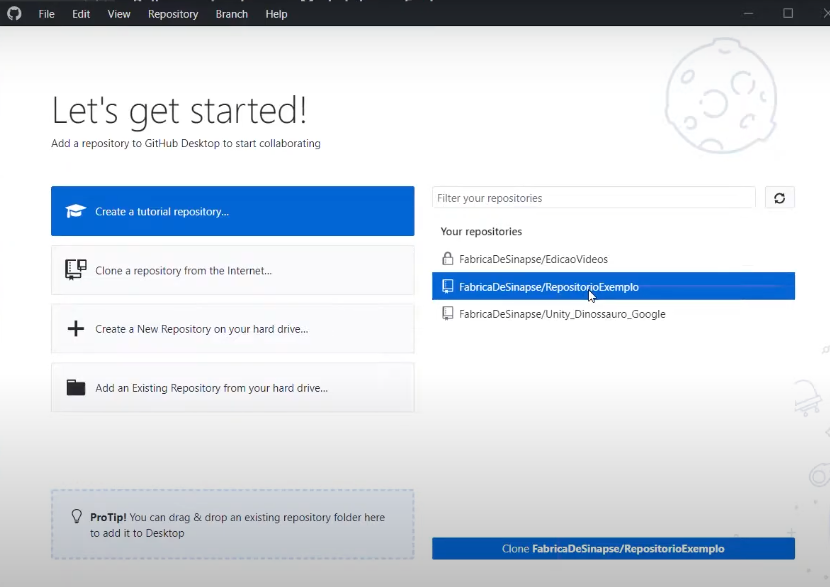 File Edit View Repository Branch Help
Let's get started!
Add a repository to GitHub Desktop to start collaborating
Create a tutorial repository...
Clone a repository from the Internet...
Create a New Repository on your hard drive...
Add an Existing Repository from your hard drive...
ProTip! You can drag & drop an existing repository folder here
to add it to Desktop
Filter your repositories
Your repositories
FabricaDeSinapse/EdicaoVideos
FabricaDeSinapse/RepositorioExemplo
FabricaDeSinapse/Unity_Dinossauro_Google
Clone FabricaDeSinapse/RepositorioExemplo